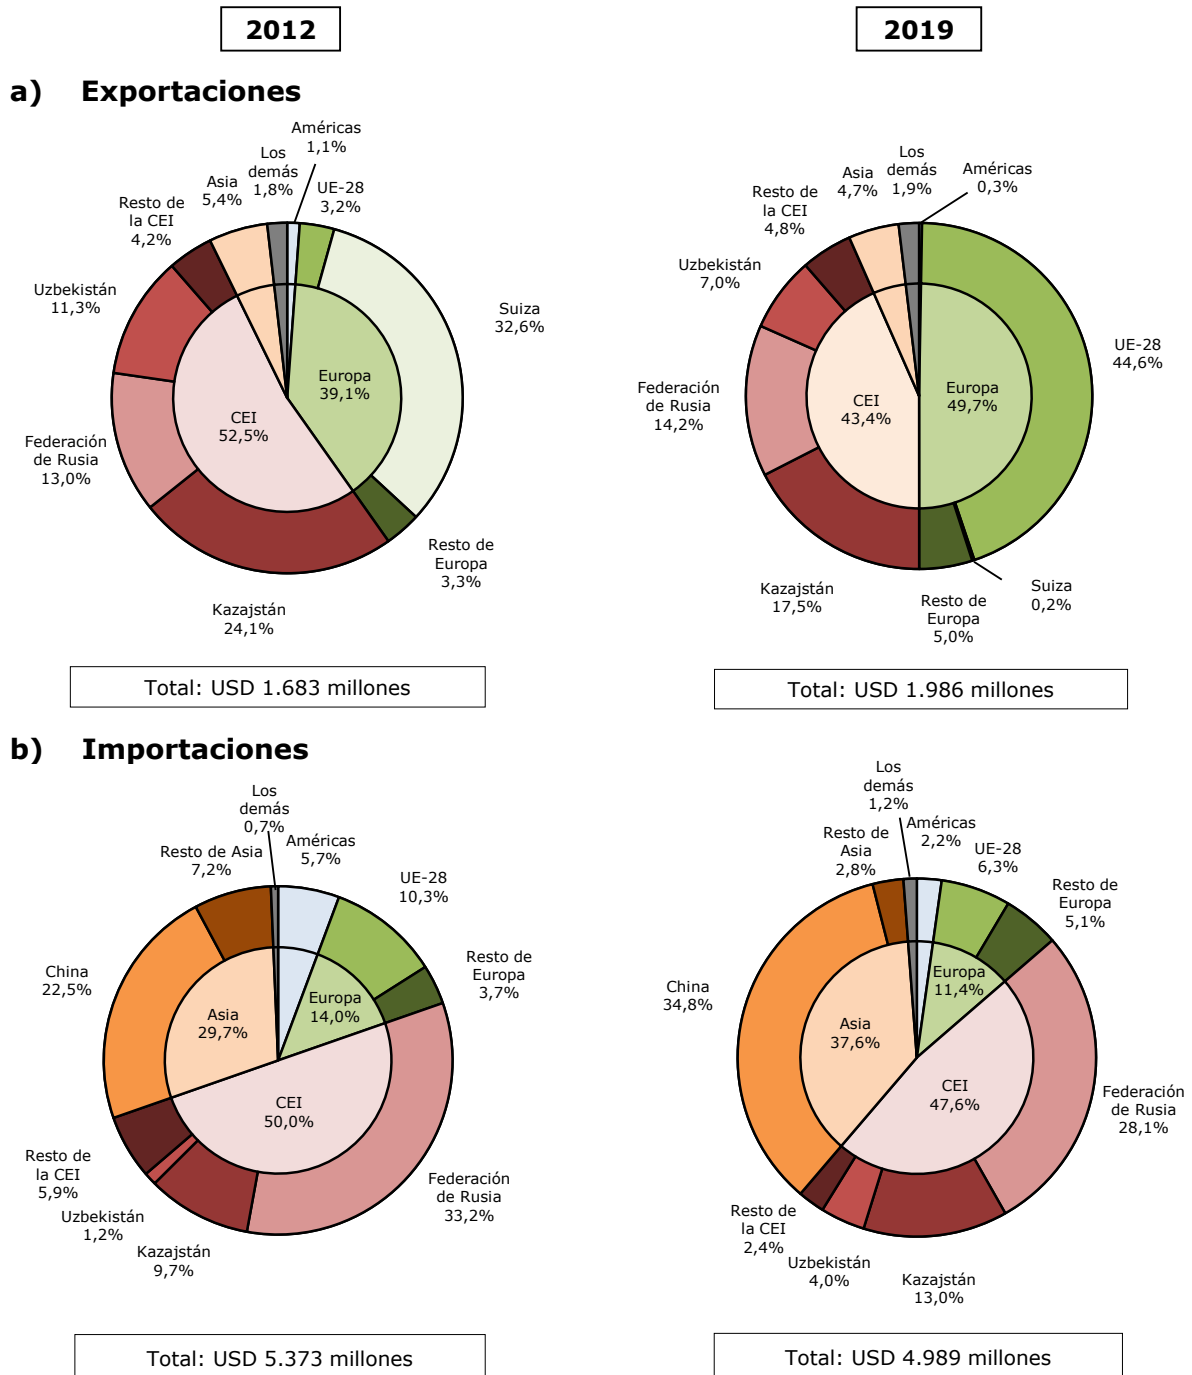 2012
2019
a) Exportaciones
Américas
1,1%
Los
demás
1,8%
UE-28
3,2%
Asia
5,4%
Resto de
la CEI
4,2%
Uzbekistán
11,3%
Suiza
32,6%
Europa
39,1%
CEI
52,5%
Federación
de Rusia
13,0%
Resto de
Europa
3,3%
Kazajstán
24,1%
Total: USD 1.683 millones
Los
demás
1,9%
Américas
0,3%
Asia
4,7%
Resto de
la CEI
4,8%
Uzbekistán
7,0%
UE-28
44,6%
Federación
de Rusia
14,2%
CEI
43,4%
Europa
49,7%
Kazajstán
17,5%
Resto de
Europa
5,0%
Suiza
0,2%
Total: USD 1.986 millones
b) Importaciones
Los
demás
0,7%
Américas
5,7%
Resto de Asia
7,2%
UE-28
10,3%
Resto de
Europa
3,7%
China
22,5%
Asia
29,7%
Europa
14,0%
CEI
50,0%
Resto de
la CEI
5,9%
Uzbekistán
1,2%
Kazajstán
9,7%
Federación
de Rusia
33,2%
Total: USD 5.373 millones
Los
demás
1,2%
Américas
2,2%
Resto de
Asia
2,8%
UE-28
6,3%
Resto de
Europa
5,1%
China
34,8%
Europa
11,4%
Asia
37,6%
CEI
47,6%
Federación
de Rusia
28,1%
Resto de
la CEI
2,4%
Uzbekistán
4,0%
Kazajstán
13,0%
Total: USD 4.989 millones